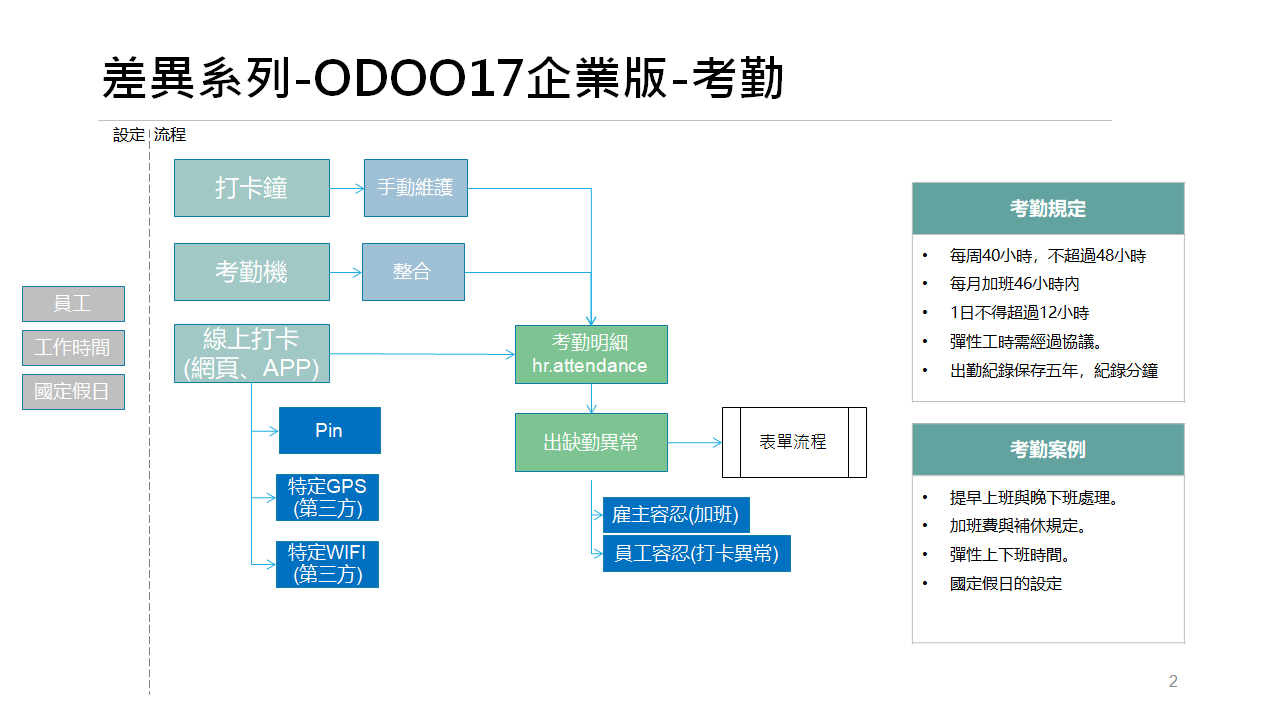 差異系列-ODOO17企業版-考勤
設定
流程
打卡鐘
手動維護
考勤機
整合
員工
工作時間
國定假日
線上打卡
(網頁、APP)
考勤明細
hr.attendance
Pin
特定GPS
(第三方)
特定WIFI
(第三方)
出缺勤異常
表單流程
雇主容忍(加班)
員工容忍(打卡異常)
考勤規定
• 每周40小時，不超過48小時
• 每月加班46小時內
• 1日不得超過12小時
• 彈性工時需經過協議。
• 出勤紀錄保存五年，紀錄分鐘
考勤案例
• 提早上班與晚下班處理。
• 加班費與補休規定。
• 彈性上下班時間。
• 國定假日的設定
2